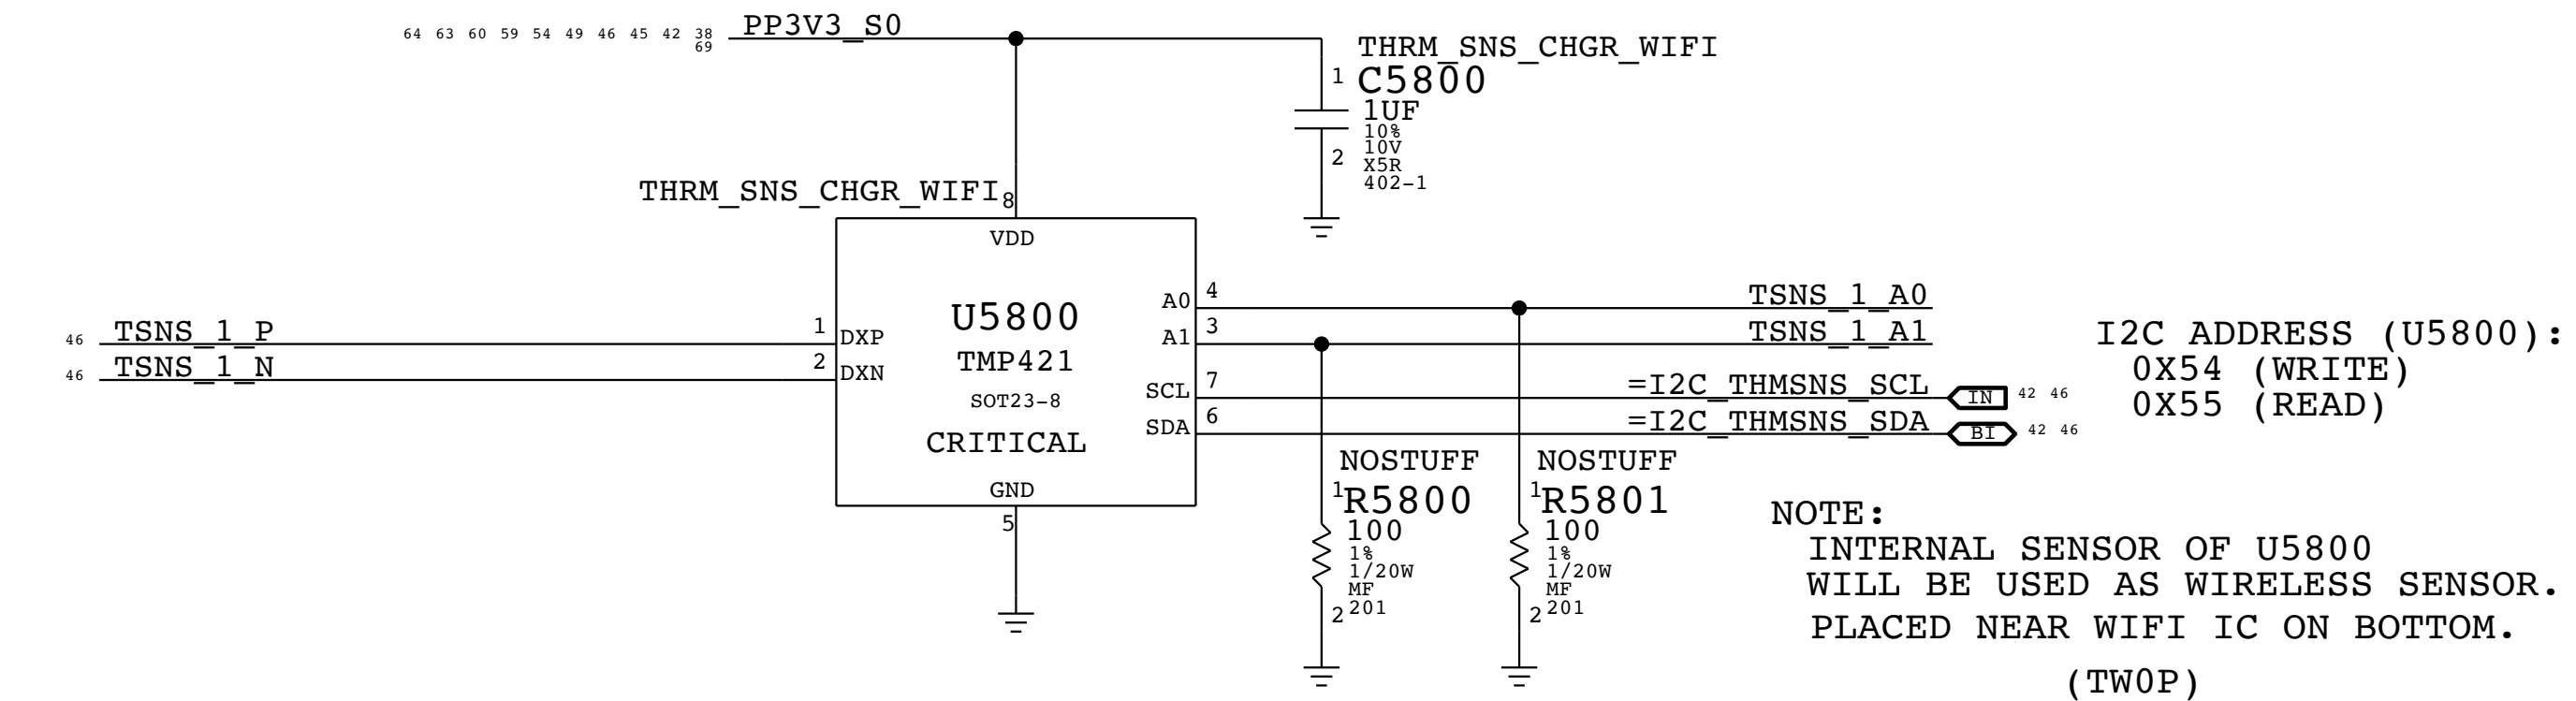 64 63 60 59 54 49 46 45 42 38
69
PP3V3_S0
THRM_SNS_CHGR_WIFI
1
C5800
1UF
10%
10V
X5R
402-1
2
THRM_SNS_CHGR_WIFI
8
VDD
U5800
TMP421
SOT23-8
CRITICAL
GND
5
46 TSNS_1_P 1 DXP
46 TSNS_1_N 2 DXN
A0 4 TSNS_1_A0
A1 3 TSNS_1_A1
SCL 7 =I2C_THMSNS_SCL IN 42 46
SDA 6 =I2C_THMSNS_SDA BI 42 46
I2C ADDRESS (U5800):
0X54 (WRITE)
0X55 (READ)
NOSTUFF
1
R5800
100
1%
1/20W
MF
201
2
NOSTUFF
1
R5801
100
1%
1/20W
MF
201
2
NOTE:
INTERNAL SENSOR OF U5800
WILL BE USED AS WIRELESS SENSOR.
PLACED NEAR WIFI IC ON BOTTOM.
(TW0P)